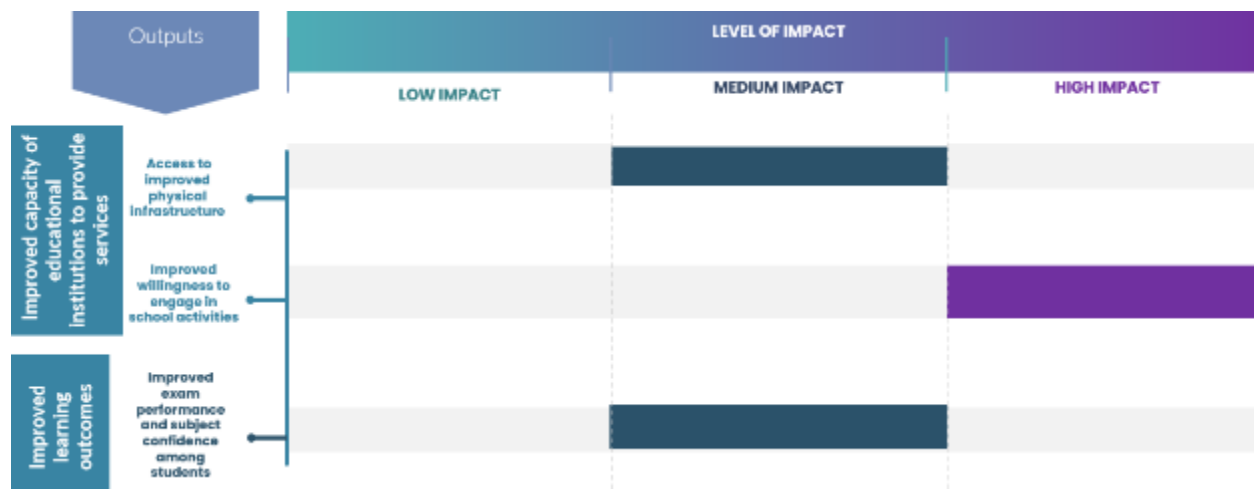 Outputs
LEVEL OF IMPACT
LOW IMPACT
MEDIUM IMPACT
HIGH IMPACT
Improved capacity of
educational
institutions to provide
services
Access to
improved
physical
infrastructure
Improved
willingness to
engage in
school activities
Improved
learning
outcomes
Improved
exam
performance
and subject
confidence
among
students